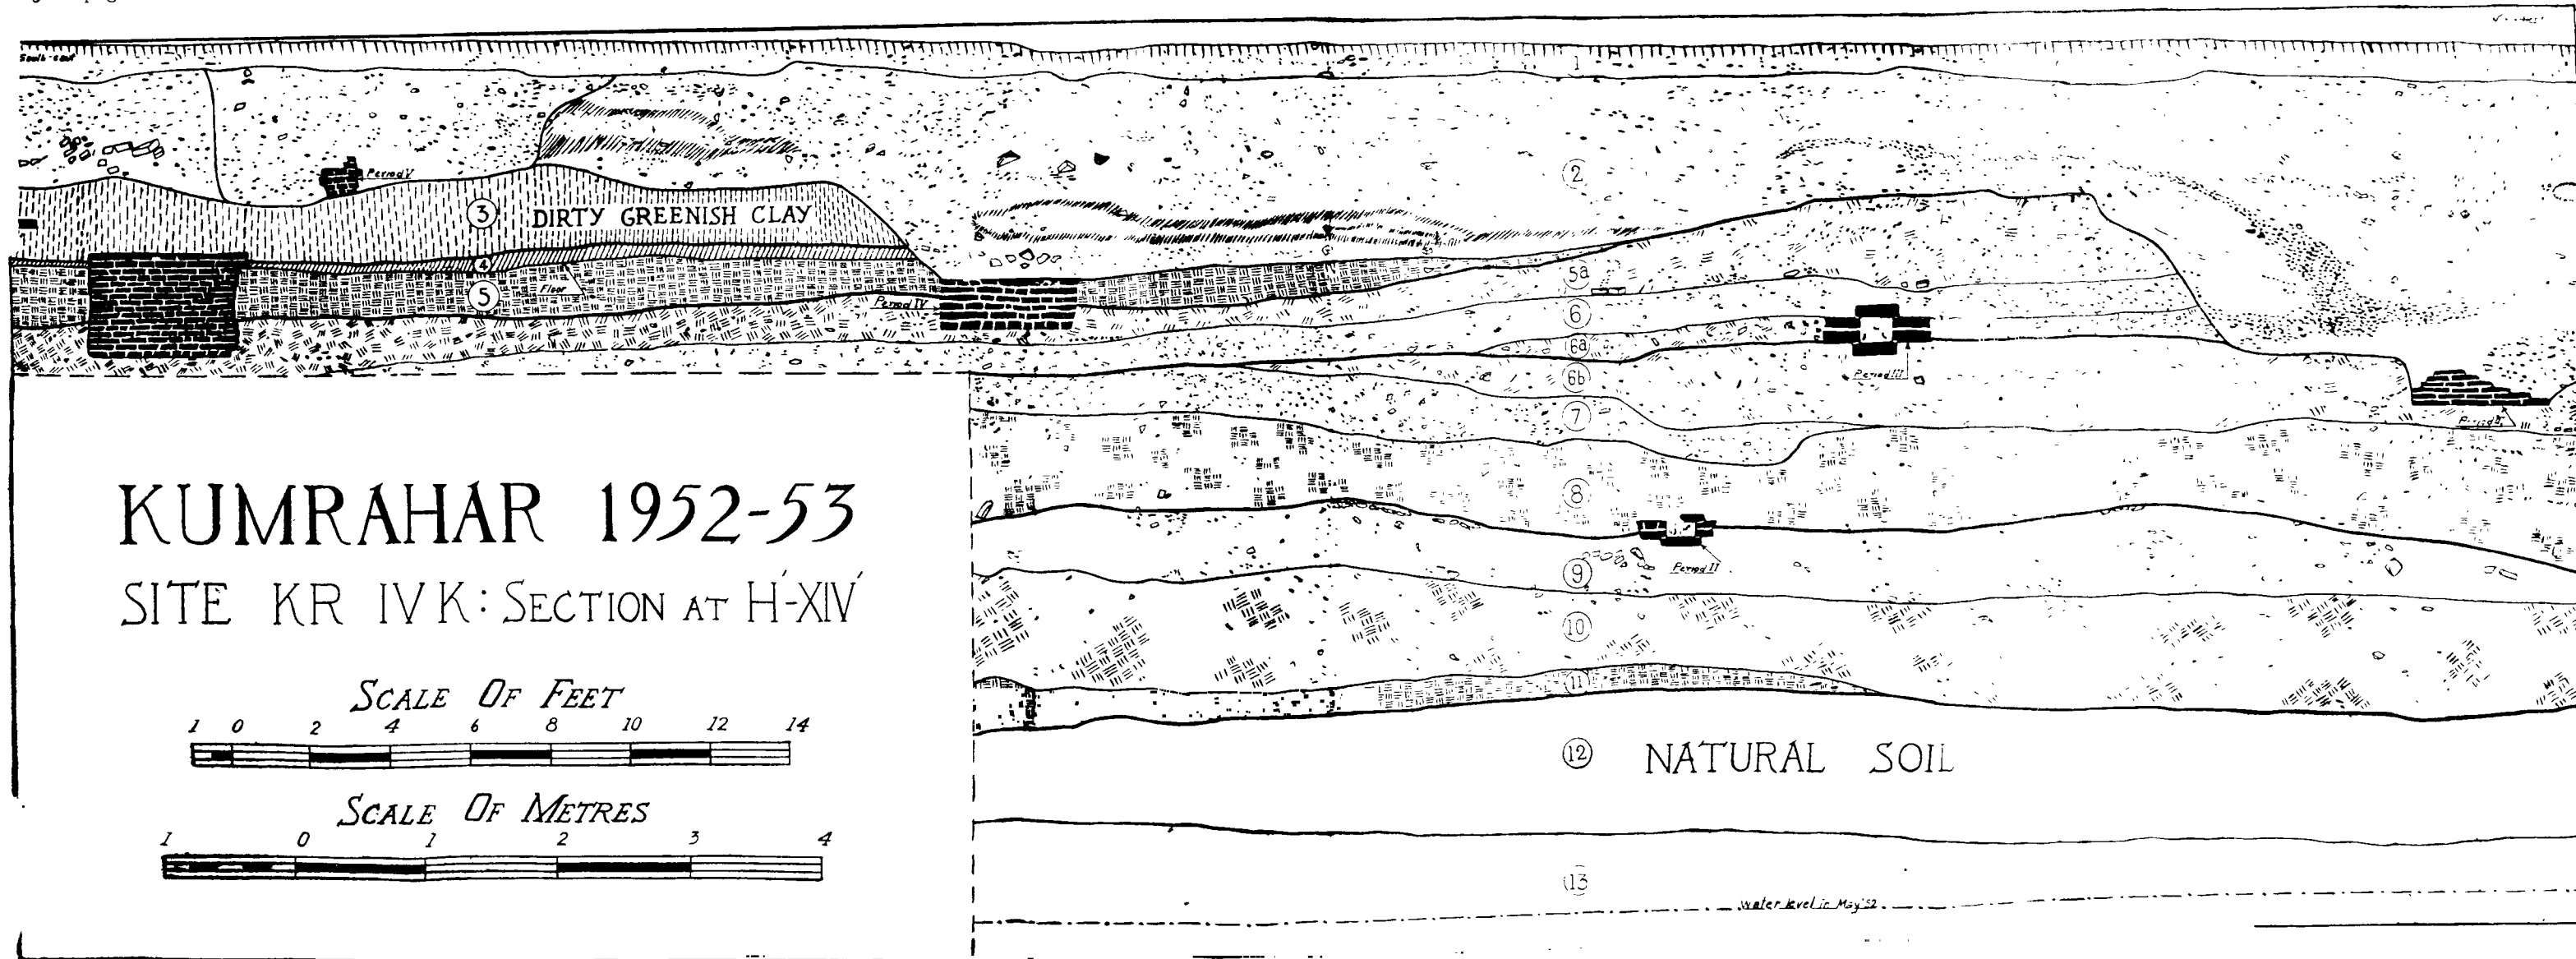 South-east
1
2
Period V
3 DIRTY GREENISH CLAY
4
Floor
5
Period IV
5a
6
6a
Period III
6b
7
8
Period II
9
10
11
12 NATURAL SOIL
13
Water level in May '52
KUMRAHAR 1952-53
SITE KR IV K: SECTION AT H'-XIV'
SCALE OF FEET
1 0 2 4 6 8 10 12 14
SCALE OF METRES
1 0 1 2 3 4